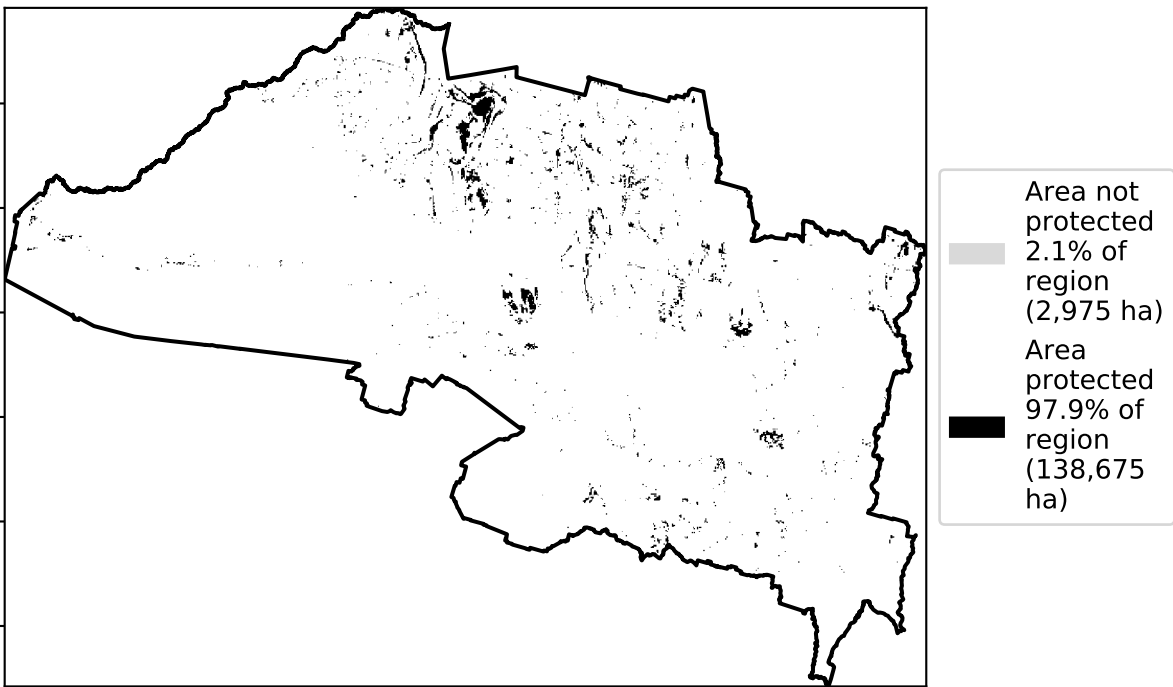 Area not
protected
2.1% of
region
(2,975 ha)
Area
protected
97.9% of
region
(138,675
ha)